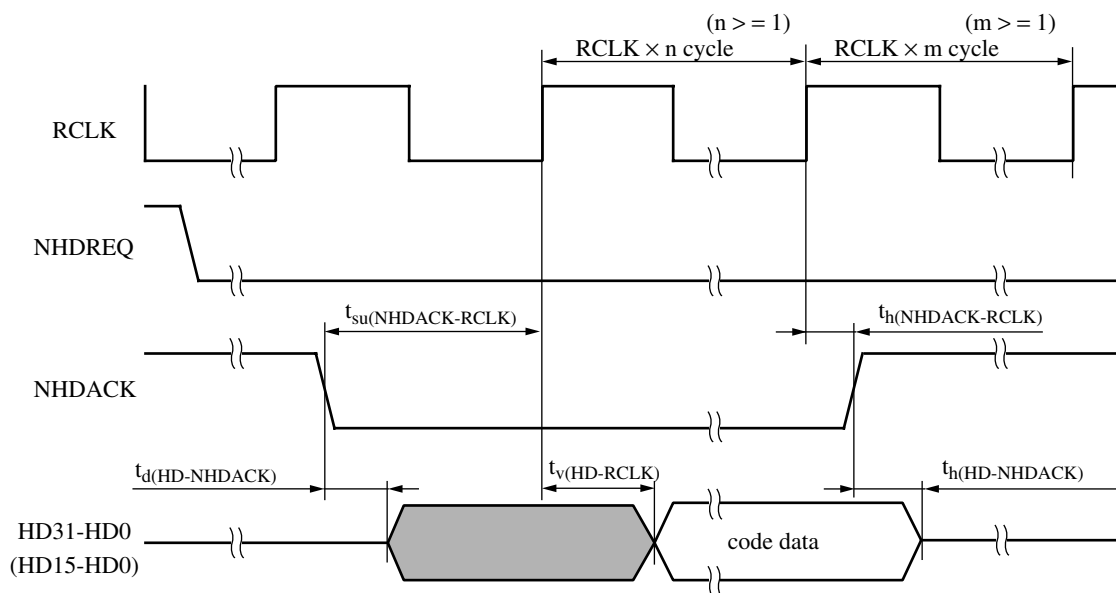 (n > = 1) (m > = 1)
RCLK × n cycle RCLK × m cycle
RCLK
NHDREQ
tsu(NHDACK-RCLK) th(NHDACK-RCLK)
NHDACK
td(HD-NHDACK) tv(HD-RCLK) th(HD-NHDACK)
HD31-HD0
(HD15-HD0)
code data